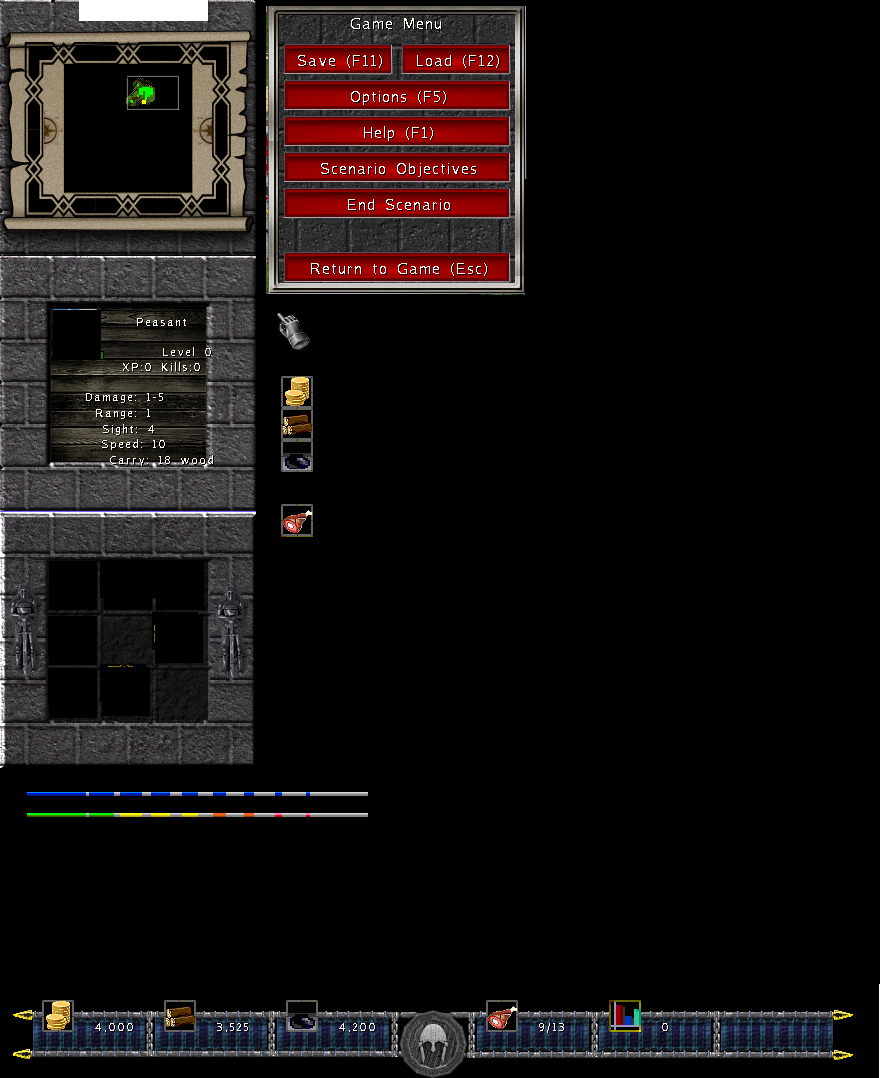 Game Menu
Save (F11)
Load (F12)
Options (F5)
Help (F1)
Scenario Objectives
End Scenario
Return to Game (Esc)
Peasant
Level 0
XP:0 Kills:0
Damage: 1-5
Range: 1
Sight: 4
Speed: 10
Carry: 18 wood
4,000
3,525
4,200
9/13
0